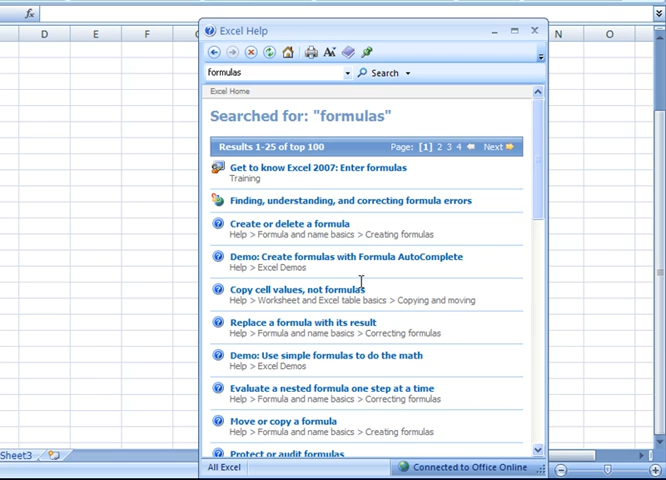 fx
Excel Help
D E F N O
formulas
Search
Excel Home
Searched for: "formulas"
Results 1-25 of top 100 Page: [1] 2 3 4 Next
Get to know Excel 2007: Enter formulas
Training
Finding, understanding, and correcting formula errors
Create or delete a formula
Help > Formula and name basics > Creating formulas
Demo: Create formulas with Formula AutoComplete
Help > Excel Demos
Copy cell values, not formulas
Help > Worksheet and Excel table basics > Copying and moving
Replace a formula with its result
Help > Formula and name basics > Correcting formulas
Demo: Use simple formulas to do the math
Help > Excel Demos
Evaluate a nested formula one step at a time
Help > Formula and name basics > Correcting formulas
Move or copy a formula
Help > Formula and name basics > Creating formulas
Protect or audit formulas
Sheet3
All Excel Connected to Office Online